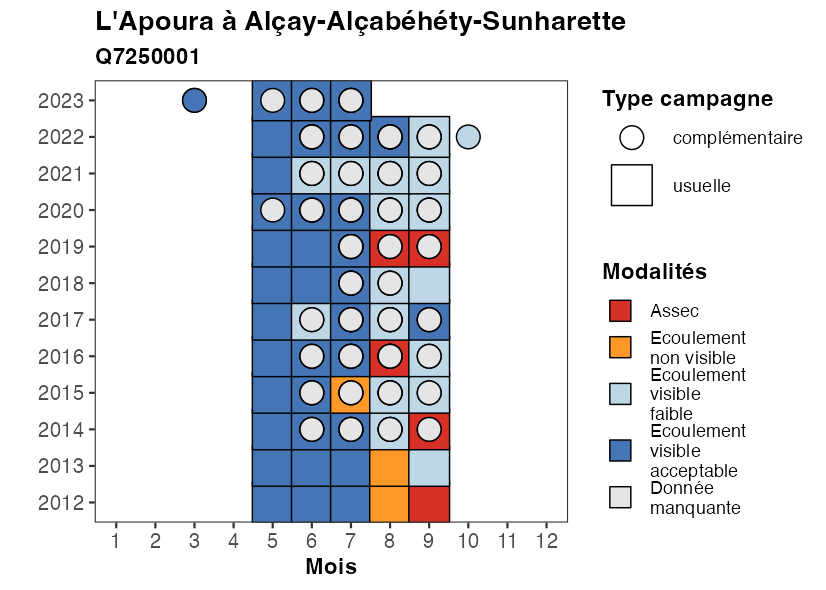 L'Apoura à Alçay-Alçabéhéty-Sunharette
Q7250001
2023
2022
2021
2020
2019
2018
2017
2016
2015
2014
2013
2012
1 2 3 4 5 6 7 8 9 10 11 12
Mois
Type campagne
complémentaire
usuelle
Modalités
Assec
Ecoulement
non visible
Ecoulement
visible
faible
Ecoulement
visible
acceptable
Donnée
manquante